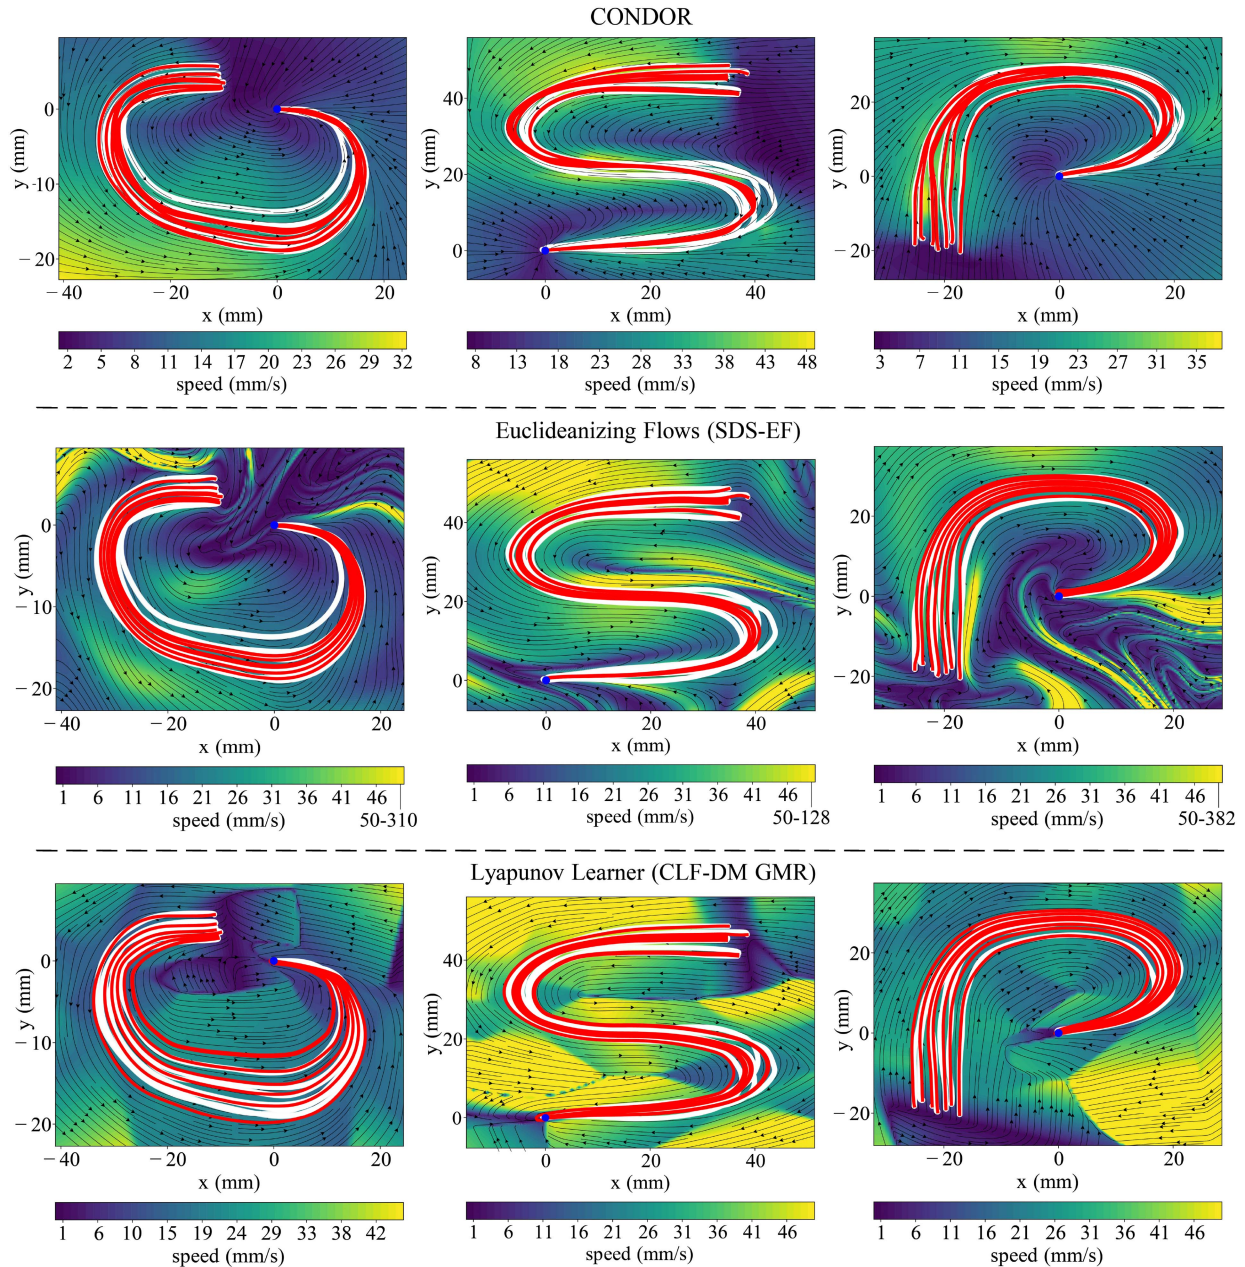 CONDOR
y (mm)
0
−10
−20
−40 −20 0 20
x (mm)
2 5 8 11 14 17 20 23 26 29 32
speed (mm/s)
y (mm)
40
20
0
0 20 40
x (mm)
8 13 18 23 28 33 38 43 48
speed (mm/s)
y (mm)
20
0
−20
−20 0 20
x (mm)
3 7 11 15 19 23 27 31 35
speed (mm/s)
Euclideanizing Flows (SDS-EF)
y (mm)
0
−10
−20
−40 −20 0 20
x (mm)
1 6 11 16 21 26 31 36 41 46
speed (mm/s)
50-310
y (mm)
40
20
0
0 20 40
x (mm)
1 6 11 16 21 26 31 36 41 46
speed (mm/s)
50-128
y (mm)
20
0
−20
−20 0 20
x (mm)
1 6 11 16 21 26 31 36 41 46
speed (mm/s)
50-382
Lyapunov Learner (CLF-DM GMR)
y (mm)
0
−10
−20
−40 −20 0 20
x (mm)
1 6 10 15 19 24 29 33 38 42
speed (mm/s)
y (mm)
40
20
0
0 20 40
x (mm)
1 6 11 16 21 26 31 36 41 46
speed (mm/s)
y (mm)
20
0
−20
−20 0 20
x (mm)
1 6 11 16 21 26 31 36 41 46
speed (mm/s)